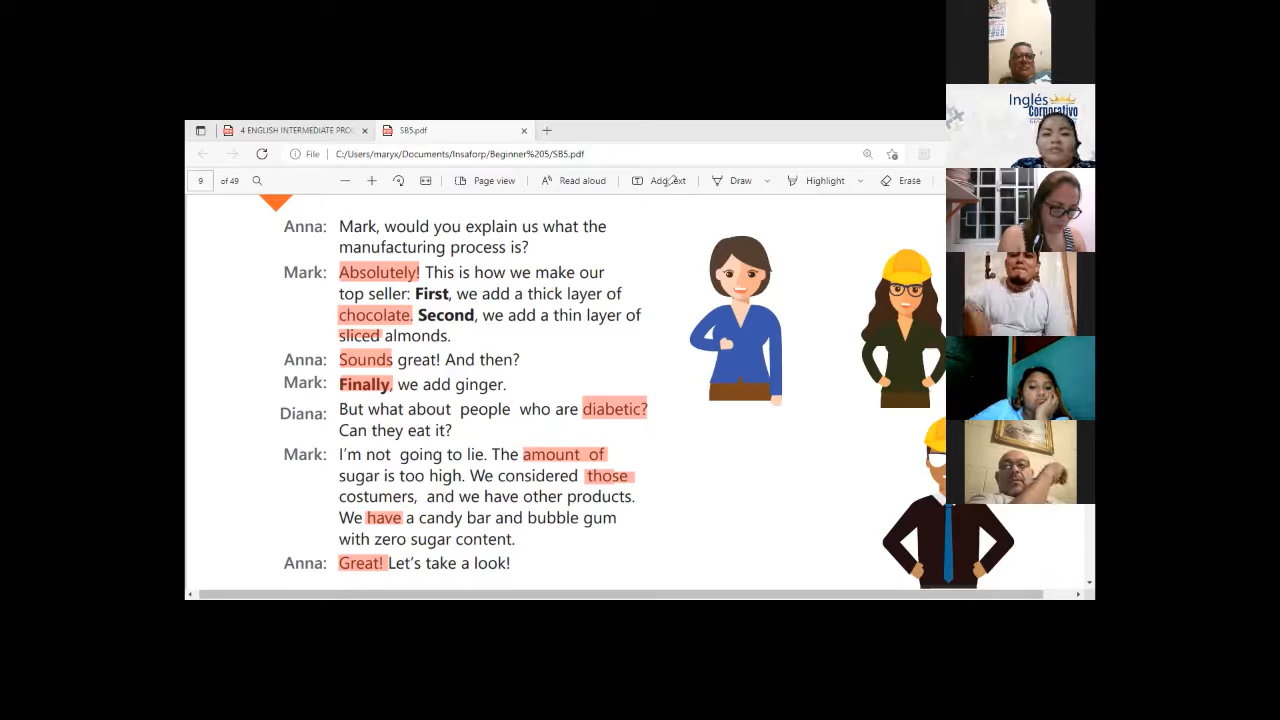 Inglés
Corporativo
4 ENGLISH INTERMEDIATE PRO
SB5.pdf
File
C:/Users/maryx/Documents/Insaforp/Beginner%205/SB5.pdf
9 of 49
Page view
Read aloud
Add text
Draw
Highlight
Erase
Anna: Mark, would you explain us what the
manufacturing process is?
Mark: Absolutely! This is how we make our
top seller: First, we add a thick layer of
chocolate. Second, we add a thin layer of
sliced almonds.
Anna: Sounds great! And then?
Mark: Finally, we add ginger.
Diana: But what about people who are diabetic?
Can they eat it?
Mark: I'm not going to lie. The amount of
sugar is too high. We considered those
costumers, and we have other products.
We have a candy bar and bubble gum
with zero sugar content.
Anna: Great! Let's take a look!